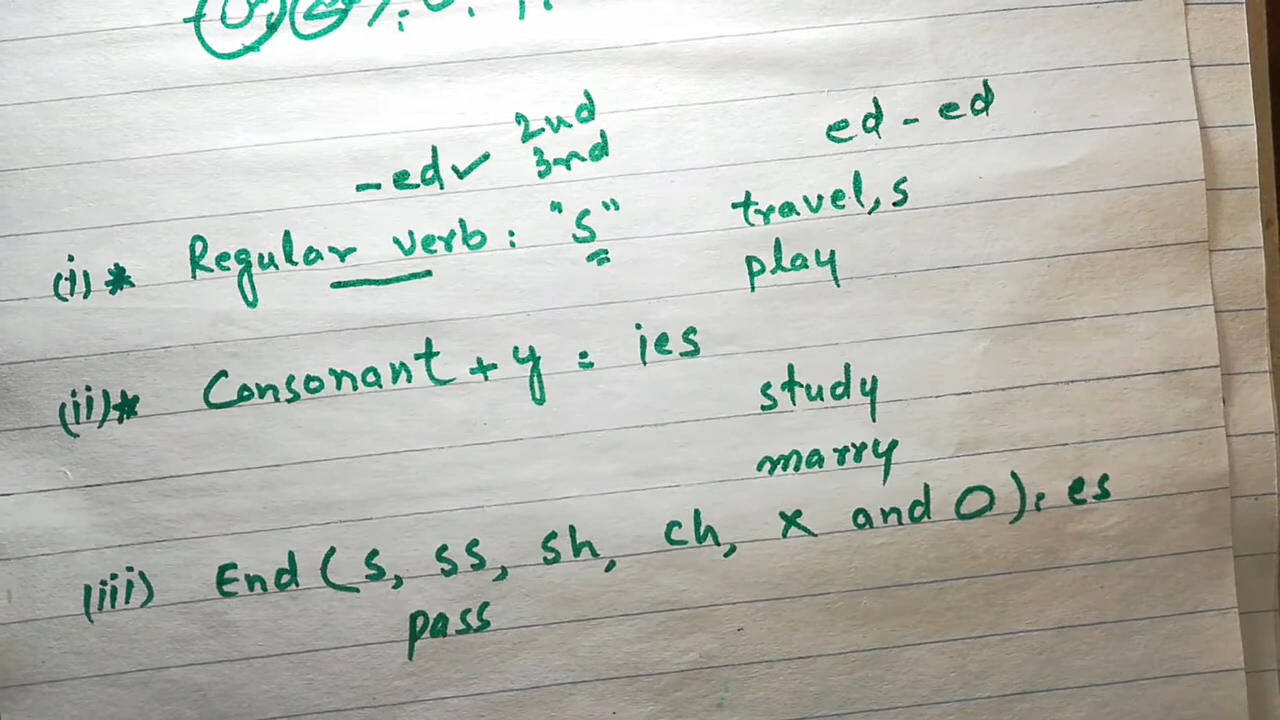 2nd ed - ed
-ed✓ 3nd
(i)* Regular verb: "S" travel, s
play
(ii)* Consonant + y = ies
study
marry
(iii) End (s, ss, sh, ch, x and O): es
pass